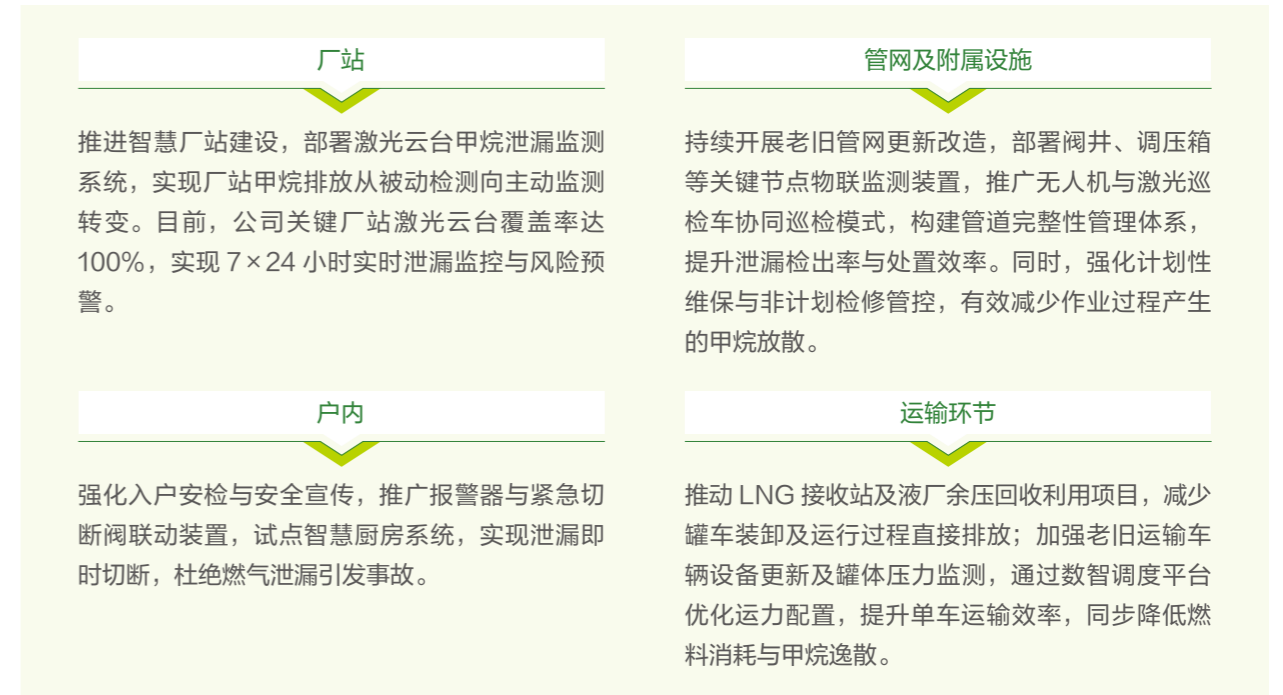 厂站
推进智慧厂站建设，部署激光云台甲烷泄漏监测
系统，实现厂站甲烷排放从被动检测向主动监测
转变。目前，公司关键厂站激光云台覆盖率达
100%，实现 7×24 小时实时泄漏监控与风险预
警。
管网及附属设施
持续开展老旧管网更新改造，部署阀井、调压箱
等关键节点物联监测装置，推广无人机与激光巡
检车协同巡检模式，构建管道完整性管理体系，
提升泄漏检出率与处置效率。同时，强化计划性
维保与非计划检修管控，有效减少作业过程产生
的甲烷放散。
户内
强化入户安检与安全宣传，推广报警器与紧急切
断阀联动装置，试点智慧厨房系统，实现泄漏即
时切断，杜绝燃气泄漏引发事故。
运输环节
推动 LNG 接收站及液厂余压回收利用项目，减少
罐车装卸及运行过程直接排放；加强老旧运输车
辆设备更新及罐体压力监测，通过数智调度平台
优化运力配置，提升单车运输效率，同步降低燃
料消耗与甲烷逸散。